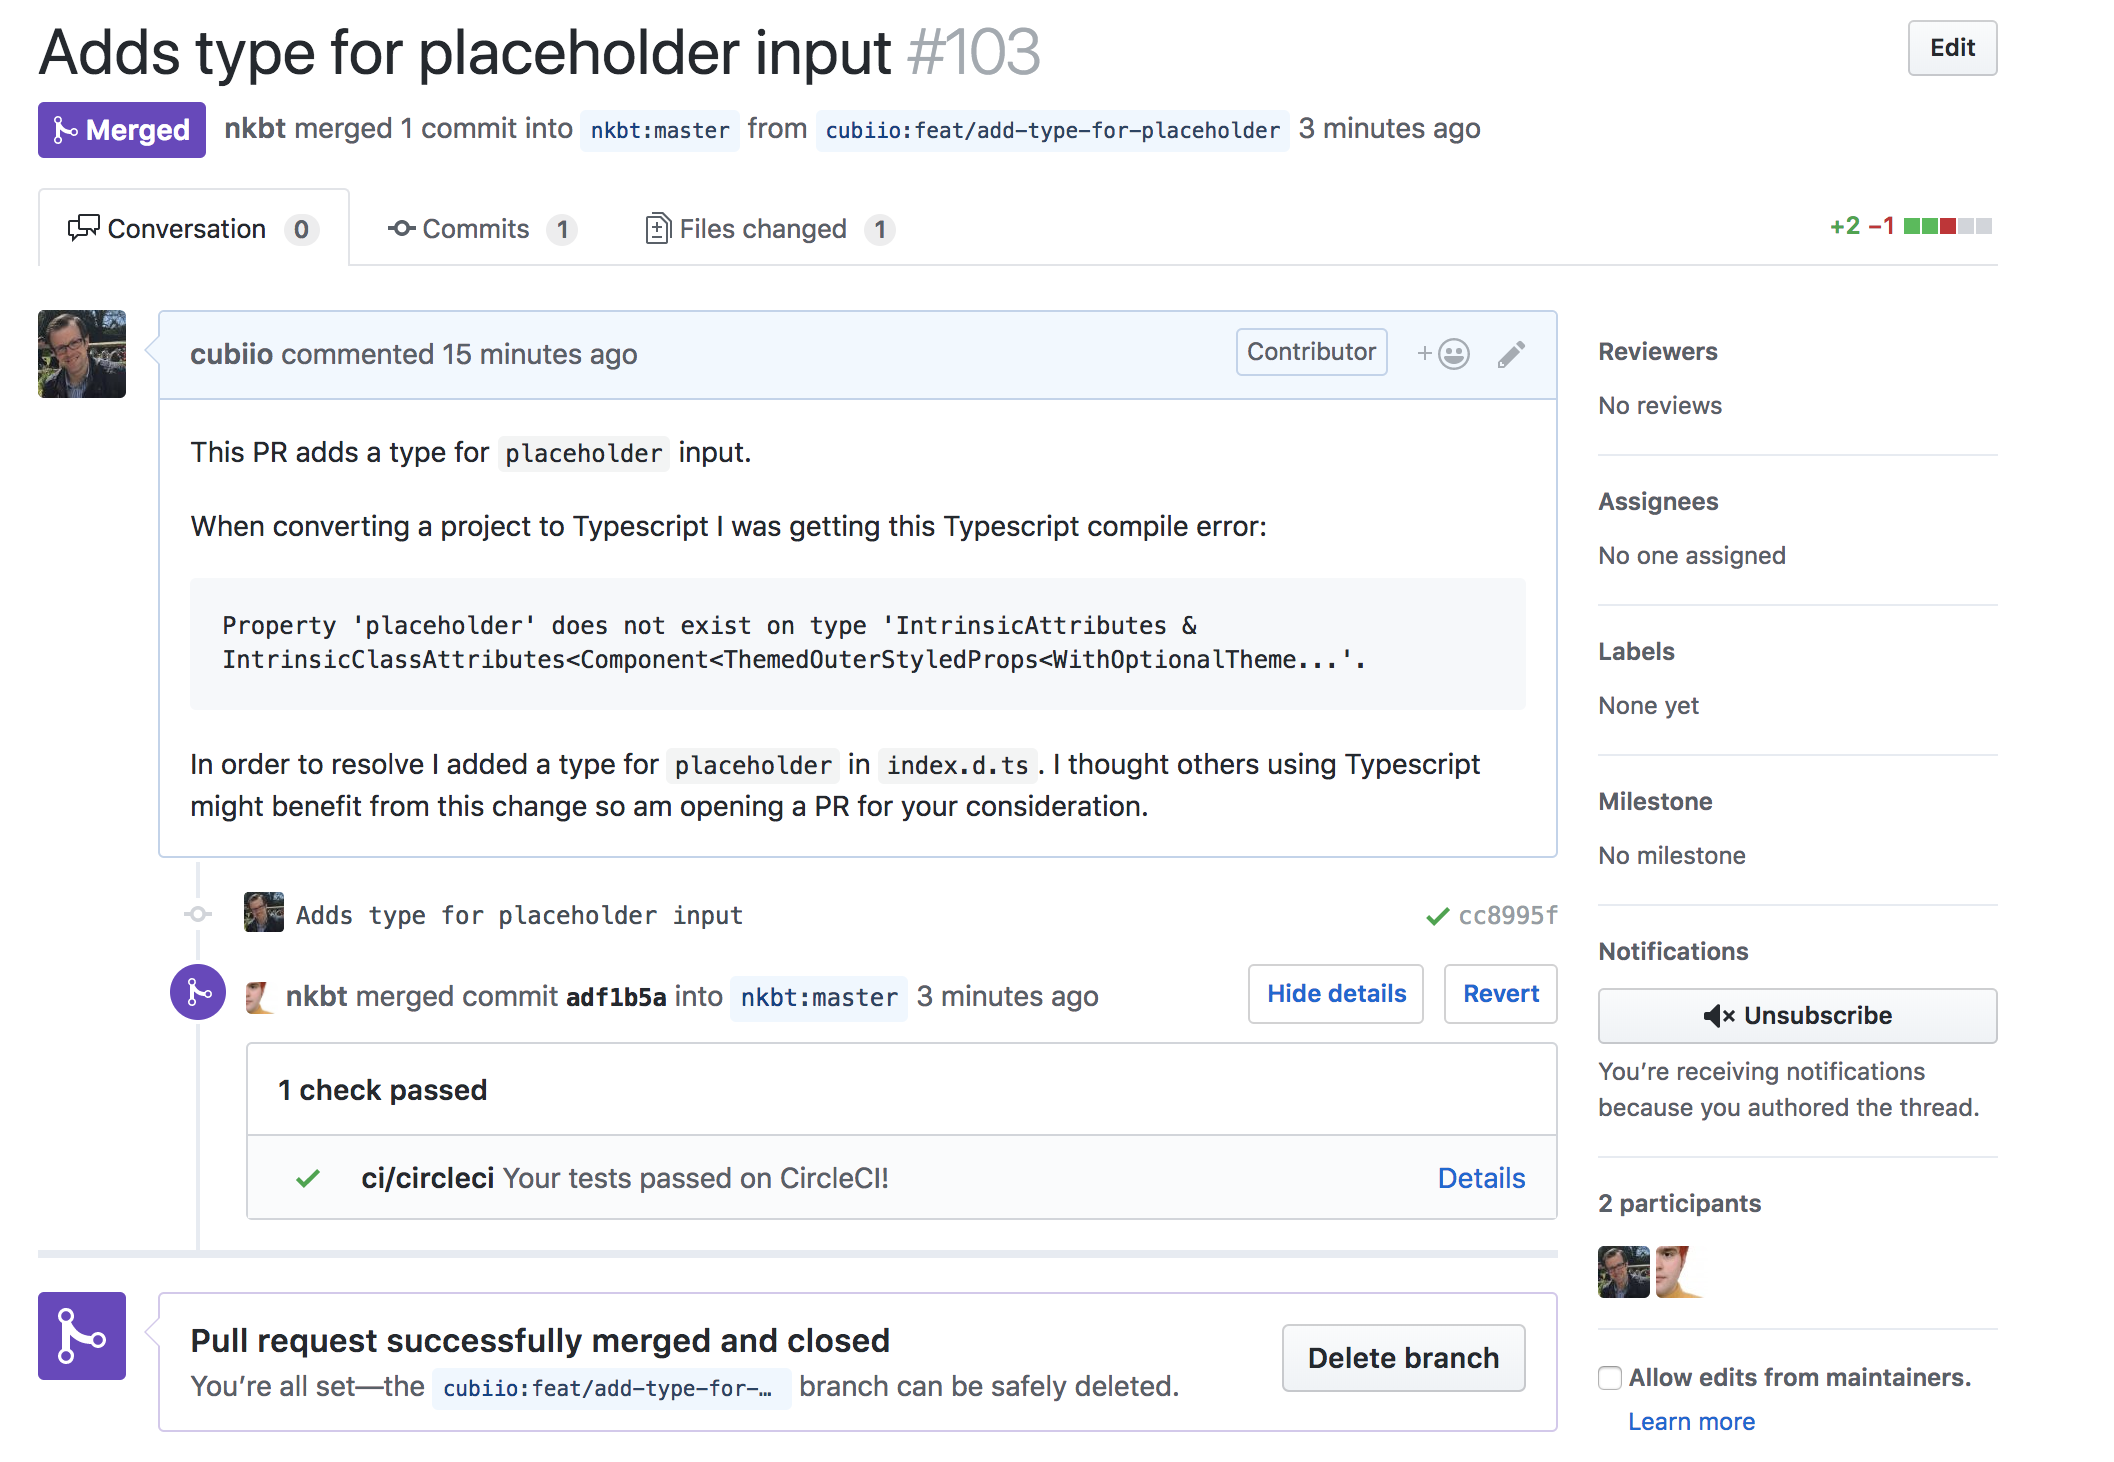 Adds type for placeholder input #103
Edit
Merged nkbt merged 1 commit into nkbt:master from cubiio:feat/add-type-for-placeholder 3 minutes ago
Conversation 0 Commits 1 Files changed 1 +2 −1
cubiio commented 15 minutes ago Contributor +
This PR adds a type for placeholder input.
When converting a project to Typescript I was getting this Typescript compile error:
Property 'placeholder' does not exist on type 'IntrinsicAttributes &
IntrinsicClassAttributes<Component<ThemedOuterStyledProps<WithOptionalTheme...'.
In order to resolve I added a type for placeholder in index.d.ts. I thought others using Typescript
might benefit from this change so am opening a PR for your consideration.
Adds type for placeholder input cc8995f
nkbt merged commit adf1b5a into nkbt:master 3 minutes ago Hide details Revert
1 check passed
ci/circleci Your tests passed on CircleCI! Details
Pull request successfully merged and closed
You’re all set—the cubiio:feat/add-type-for-… branch can be safely deleted.
Delete branch
Reviewers
No reviews
Assignees
No one assigned
Labels
None yet
Milestone
No milestone
Notifications
Unsubscribe
You’re receiving notifications
because you authored the thread.
2 participants
Allow edits from maintainers.
Learn more